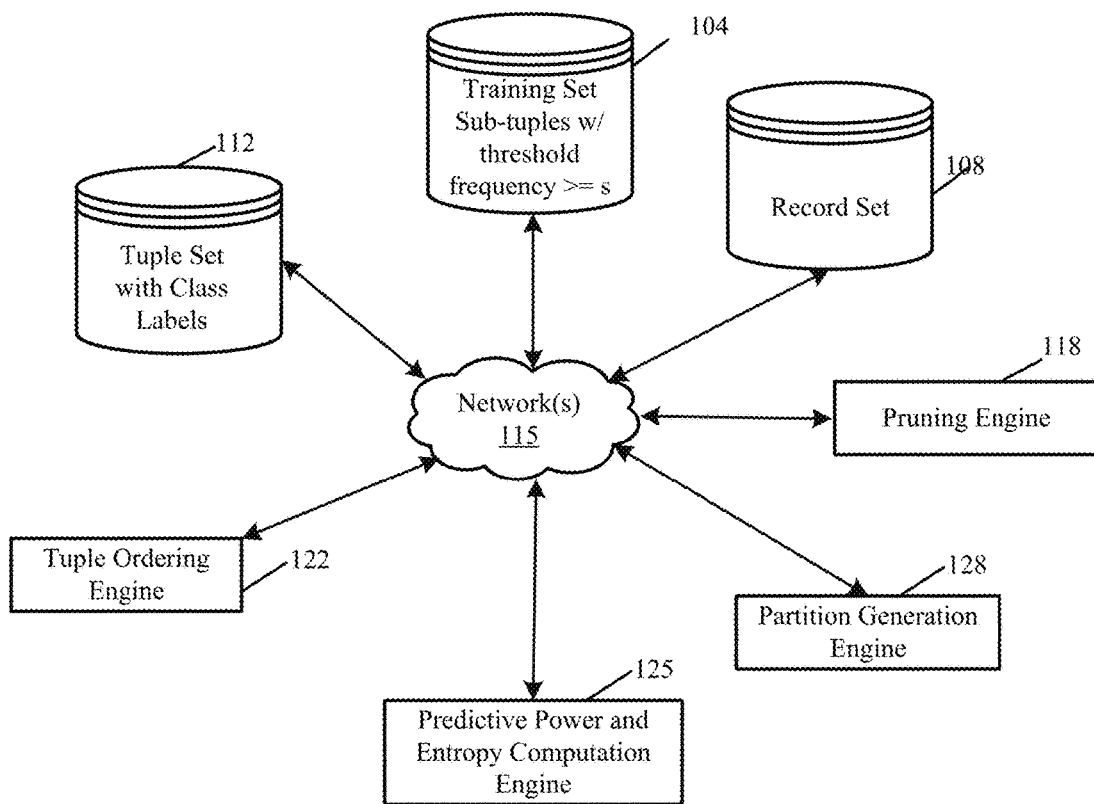 104
Training Set
Sub-tuples w/
threshold
frequency >= s
112
Tuple Set
with Class
Labels
108
Record Set
118
Pruning Engine
Network(s)
115
Tuple Ordering
Engine
122
128
Partition Generation
Engine
125
Predictive Power and
Entropy Computation
Engine